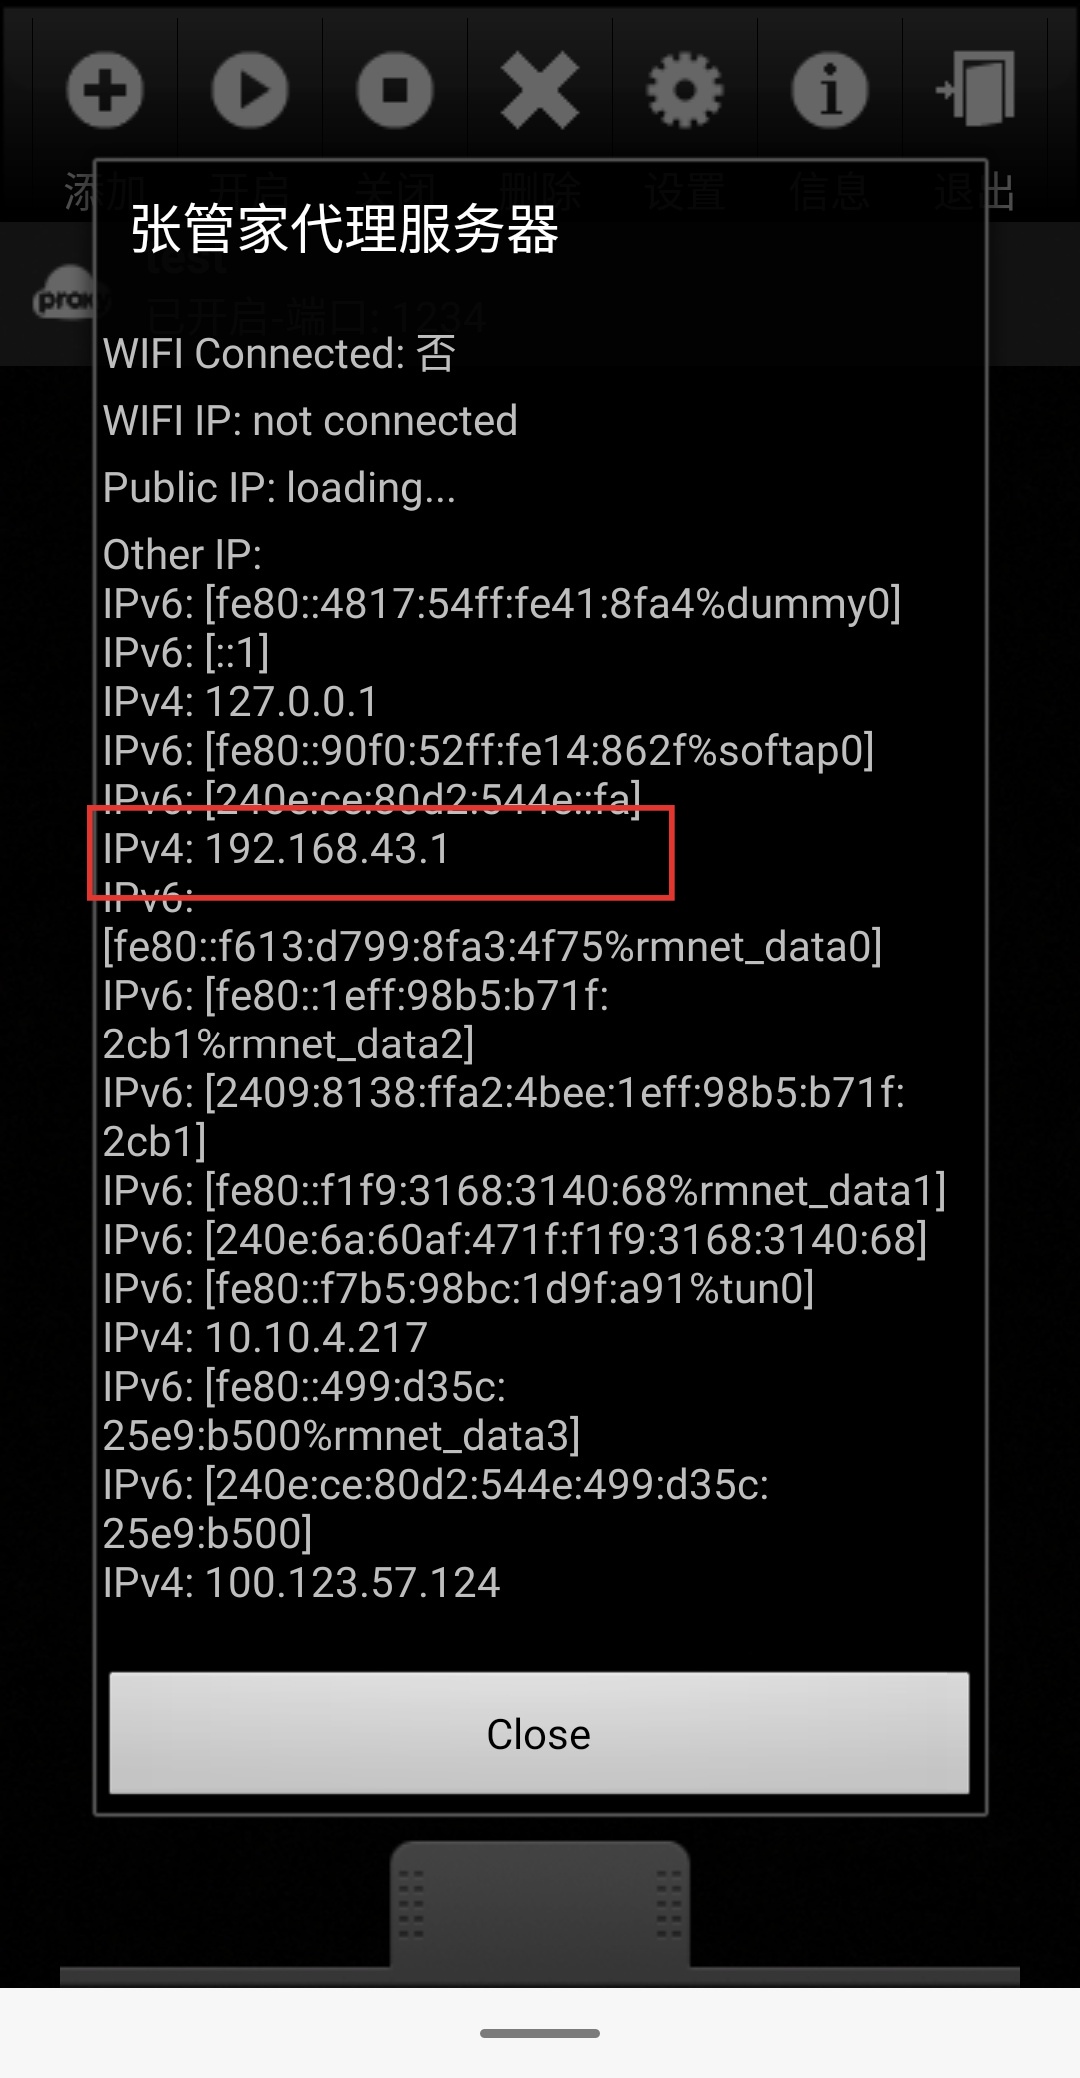 添加 开启 关闭 删除 设置 信息 退出
张管家代理服务器
test
proxy
已开启-端口: 1234
WIFI Connected: 否
WIFI IP: not connected
Public IP: loading...
Other IP:
IPv6: [fe80::4817:54ff:fe41:8fa4%dummy0]
IPv6: [::1]
IPv4: 127.0.0.1
IPv6: [fe80::90f0:52ff:fe14:862f%softap0]
IPv6: [240e:ce:80d2:544e::fa]
IPv4: 192.168.43.1
IPv6:
[fe80::f613:d799:8fa3:4f75%rmnet_data0]
IPv6: [fe80::1eff:98b5:b71f:
2cb1%rmnet_data2]
IPv6: [2409:8138:ffa2:4bee:1eff:98b5:b71f:
2cb1]
IPv6: [fe80::f1f9:3168:3140:68%rmnet_data1]
IPv6: [240e:6a:60af:471f:f1f9:3168:3140:68]
IPv6: [fe80::f7b5:98bc:1d9f:a91%tun0]
IPv4: 10.10.4.217
IPv6: [fe80::499:d35c:
25e9:b500%rmnet_data3]
IPv6: [240e:ce:80d2:544e:499:d35c:
25e9:b500]
IPv4: 100.123.57.124
Close